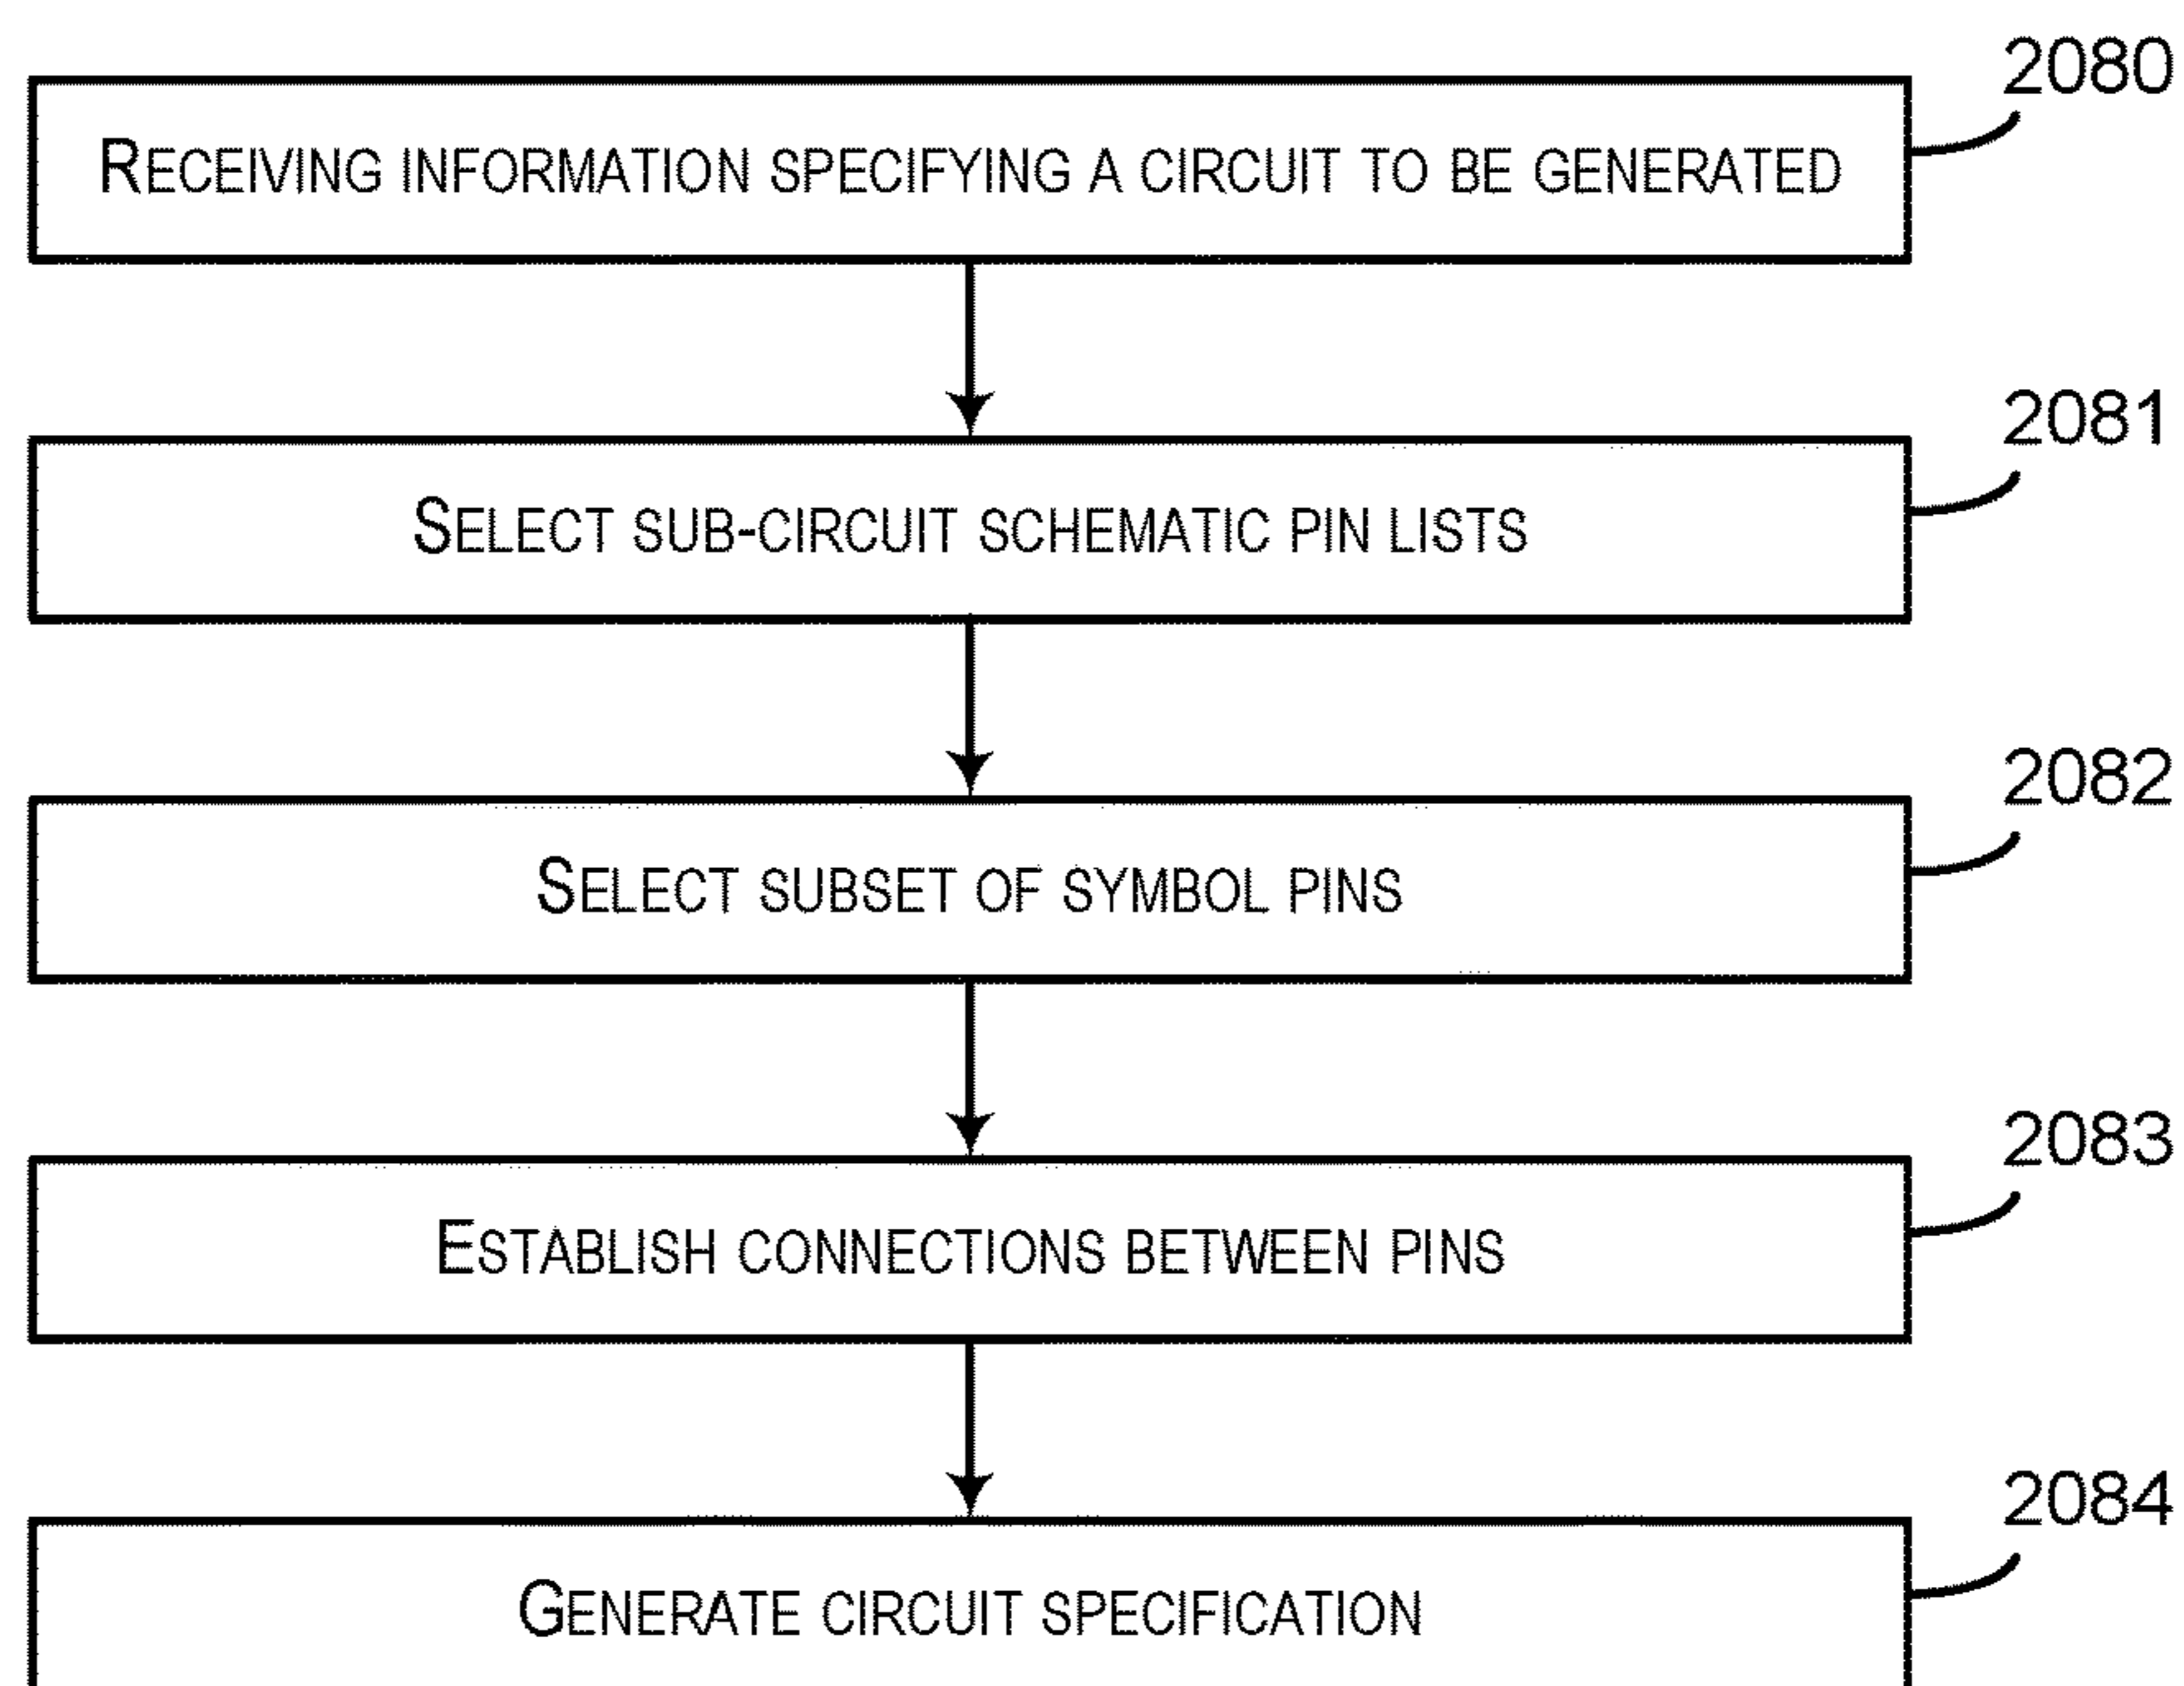 2080
RECEIVING INFORMATION SPECIFYING A CIRCUIT TO BE GENERATED
2081
SELECT SUB-CIRCUIT SCHEMATIC PIN LISTS
2082
SELECT SUBSET OF SYMBOL PINS
2083
ESTABLISH CONNECTIONS BETWEEN PINS
2084
GENERATE CIRCUIT SPECIFICATION